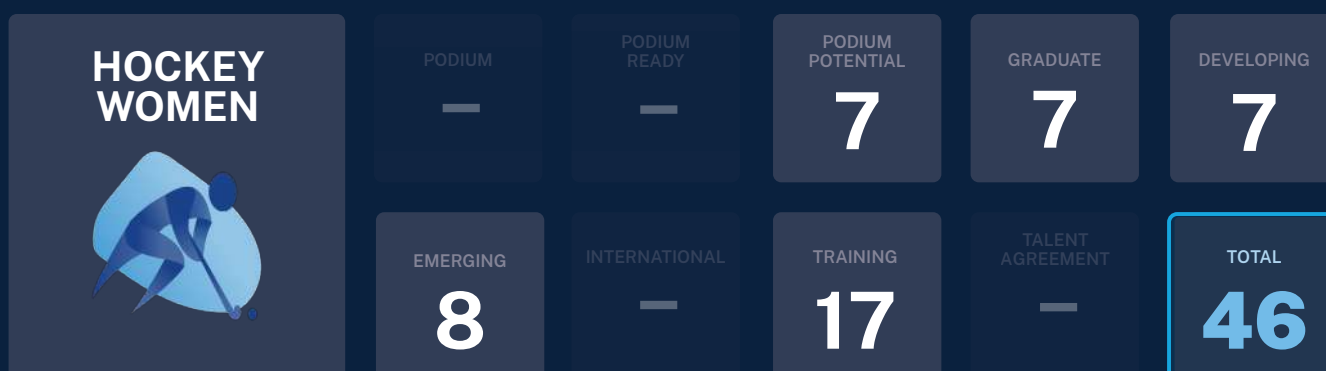 HOCKEY
WOMEN
PODIUM
–
PODIUM
READY
–
PODIUM
POTENTIAL
7
GRADUATE
7
DEVELOPING
7
EMERGING
8
INTERNATIONAL
–
TRAINING
17
TALENT
AGREEMENT
–
TOTAL
46